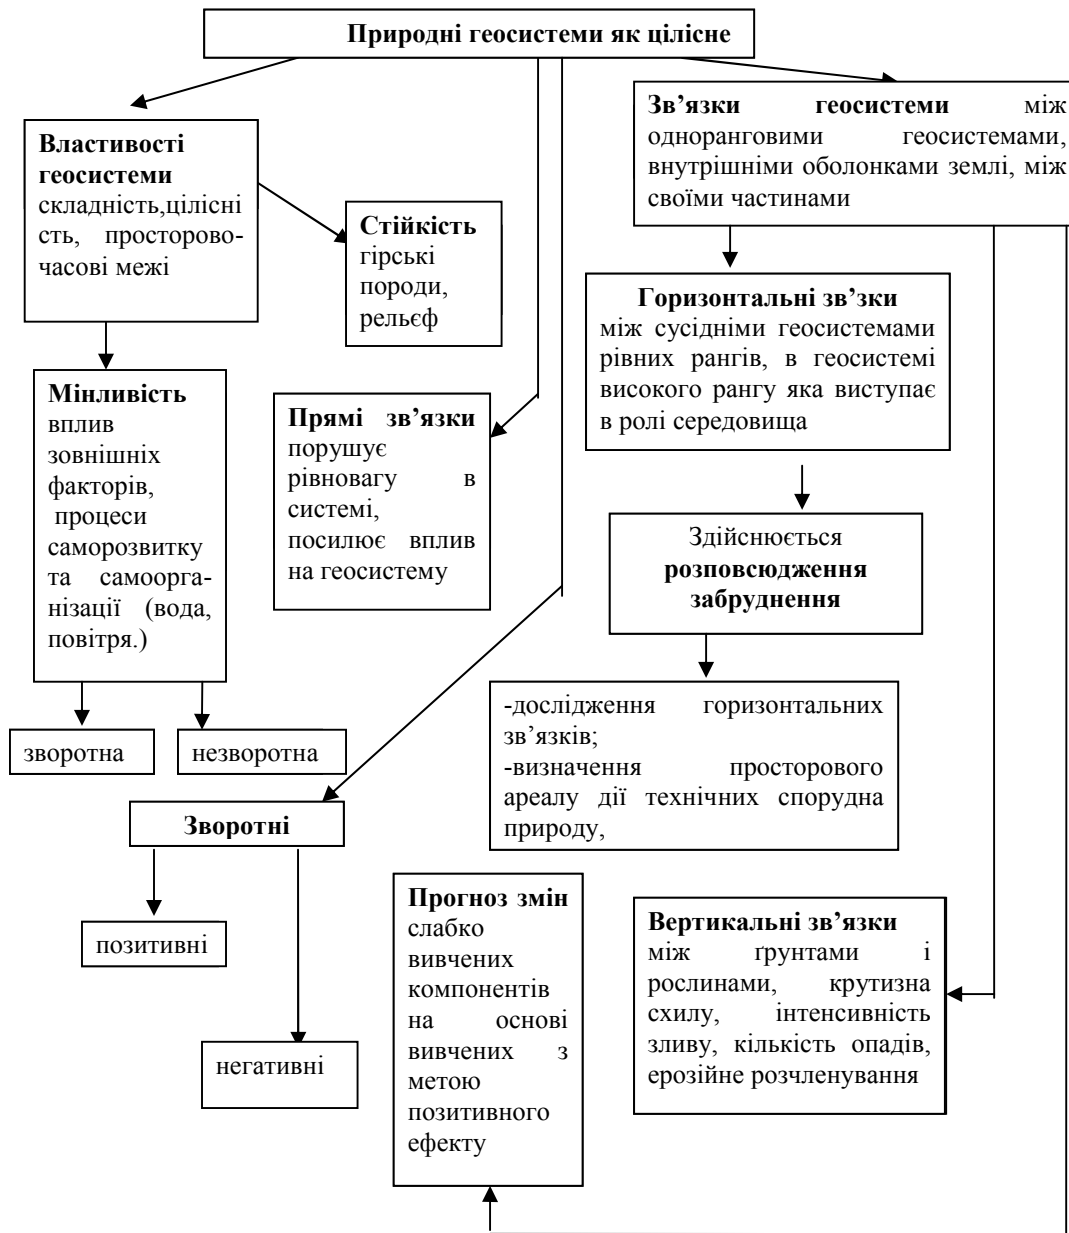 Природні геосистеми як цілісне
Зв’язки геосистеми між
одноранговими геосистемами,
внутрішніми оболонками землі, між
своїми частинами
Властивості
геосистеми
складність,цілісні
сть, просторово-
часові межі
Стійкість
гірські
породи,
рельєф
Горизонтальні зв’зки
між сусідніми геосистемами
рівних рангів, в геосистемі
високого рангу яка виступає
в ролі середовища
Мінливість
вплив
зовнішніх
факторів,
процеси
саморозвитку
та самоорга-
нізації (вода,
повітря.)
Прямі зв’язки
порушує
рівновагу в
системі,
посилює вплив
на геосистему
Здійснюється
розповсюдження
забруднення
-дослідження горизонтальних
зв’язків;
-визначення просторового
ареалу дії технічних спорудна
природу,
зворотна
незворотна
Зворотні
позитивні
негативні
Прогноз змін
слабко
вивчених
компонентів
на основі
вивчених з
метою
позитивного
ефекту
Вертикальні зв’язки
між ґрунтами і
рослинами, крутизна
схилу, інтенсивність
зливу, кількість опадів,
ерозійне розчленування